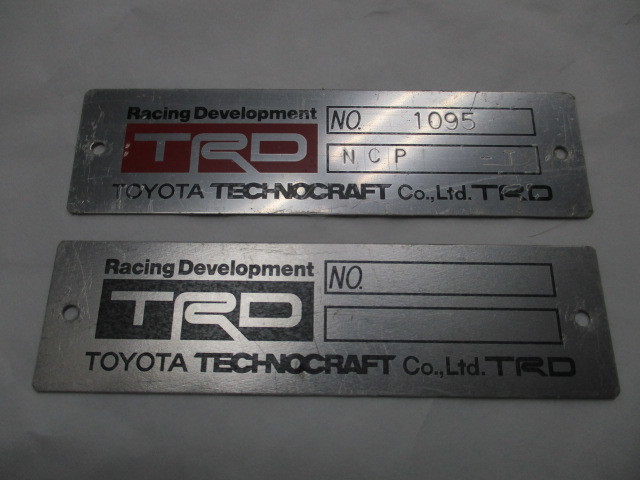 Racing Development
NO. 1095
TRD
N C P
TOYOTA TECHNOCRAFT Co.,Ltd. TRD
Racing Development
NO.
TRD
TOYOTA TECHNOCRAFT Co.,Ltd. TRD